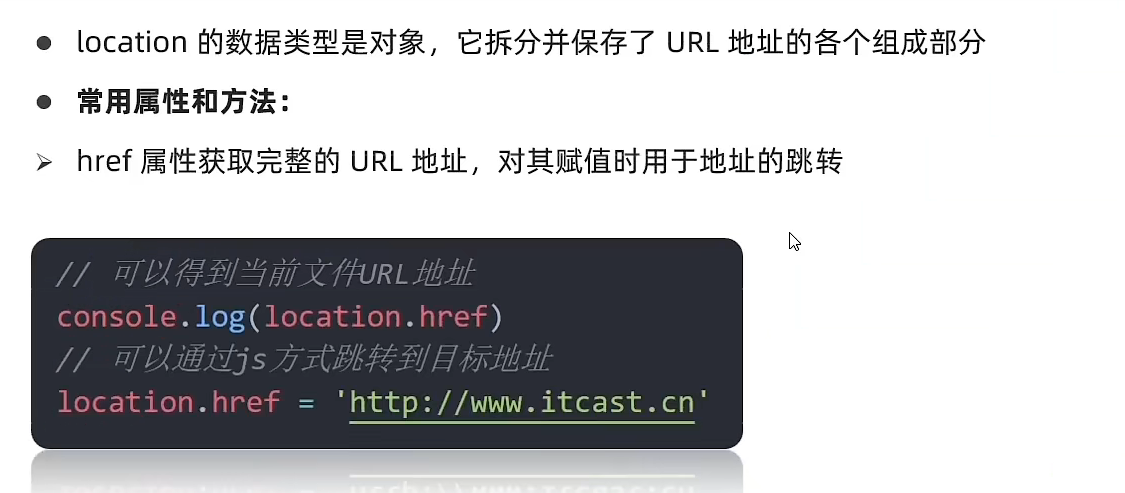 ● location 的数据类型是对象，它拆分并保存了 URL 地址的各个组成部分
● 常用属性和方法：
➢ href 属性获取完整的 URL 地址，对其赋值时用于地址的跳转
// 可以得到当前文件URL地址
console.log(location.href)
// 可以通过js方式跳转到目标地址
location.href = 'http://www.itcast.cn'